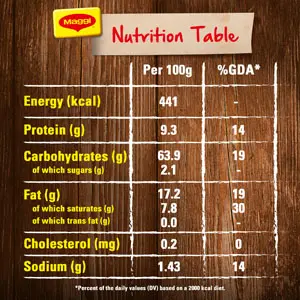 Maggi
Nutrition Table
Per 100g %GDA*
Energy (kcal) 441 -
Protein (g) 9.3 14
Carbohydrates (g) 63.9 19
of which sugars (g) 2.1 -
Fat (g) 17.2 19
of which saturates (g) 7.8 30
of which trans fat (g) 0.0
Cholesterol (mg) 0.2 0
Sodium (g) 1.43 14
*Percent of the daily values (DV) based on a 2000 kcal diet.